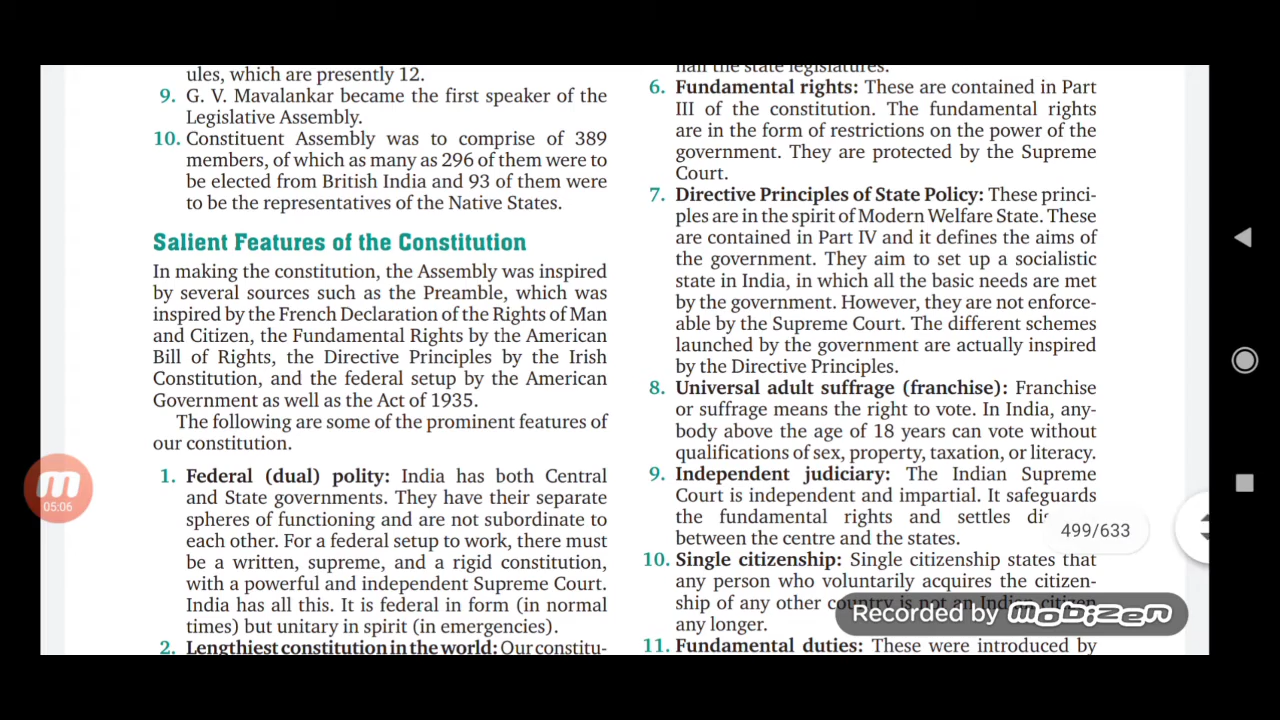 ules, which are presently 12.
9. G. V. Mavalankar became the first speaker of the
Legislative Assembly.
10. Constituent Assembly was to comprise of 389
members, of which as many as 296 of them were to
be elected from British India and 93 of them were
to be the representatives of the Native States.
Salient Features of the Constitution
In making the constitution, the Assembly was inspired
by several sources such as the Preamble, which was
inspired by the French Declaration of the Rights of Man
and Citizen, the Fundamental Rights by the American
Bill of Rights, the Directive Principles by the Irish
Constitution, and the federal setup by the American
Government as well as the Act of 1935.
The following are some of the prominent features of
our constitution.
1. Federal (dual) polity: India has both Central
and State governments. They have their separate
spheres of functioning and are not subordinate to
each other. For a federal setup to work, there must
be a written, supreme, and a rigid constitution,
with a powerful and independent Supreme Court.
India has all this. It is federal in form (in normal
times) but unitary in spirit (in emergencies).
2. Lengthiest constitution in the world: Our constitu-
half the state legislatures.
6. Fundamental rights: These are contained in Part
III of the constitution. The fundamental rights
are in the form of restrictions on the power of the
government. They are protected by the Supreme
Court.
7. Directive Principles of State Policy: These princi-
ples are in the spirit of Modern Welfare State. These
are contained in Part IV and it defines the aims of
the government. They aim to set up a socialistic
state in India, in which all the basic needs are met
by the government. However, they are not enforce-
able by the Supreme Court. The different schemes
launched by the government are actually inspired
by the Directive Principles.
8. Universal adult suffrage (franchise): Franchise
or suffrage means the right to vote. In India, any-
body above the age of 18 years can vote without
qualifications of sex, property, taxation, or literacy.
9. Independent judiciary: The Indian Supreme
Court is independent and impartial. It safeguards
the fundamental rights and settles
between the centre and the states.
10. Single citizenship: Single citizenship states that
any person who voluntarily acquires the citizen-
ship of any other country is not an Indian citizen
any longer.
11. Fundamental duties: These were introduced by
05:06
499/633
Recorded by mobizen